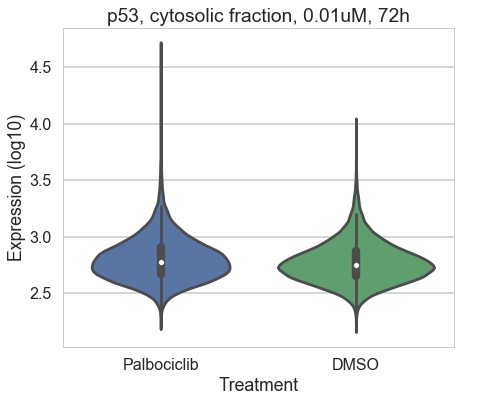 p53, cytosolic fraction, 0.01uM, 72h
Expression (log10)
4.5
4.0
3.5
3.0
2.5
Palbociclib DMSO
Treatment